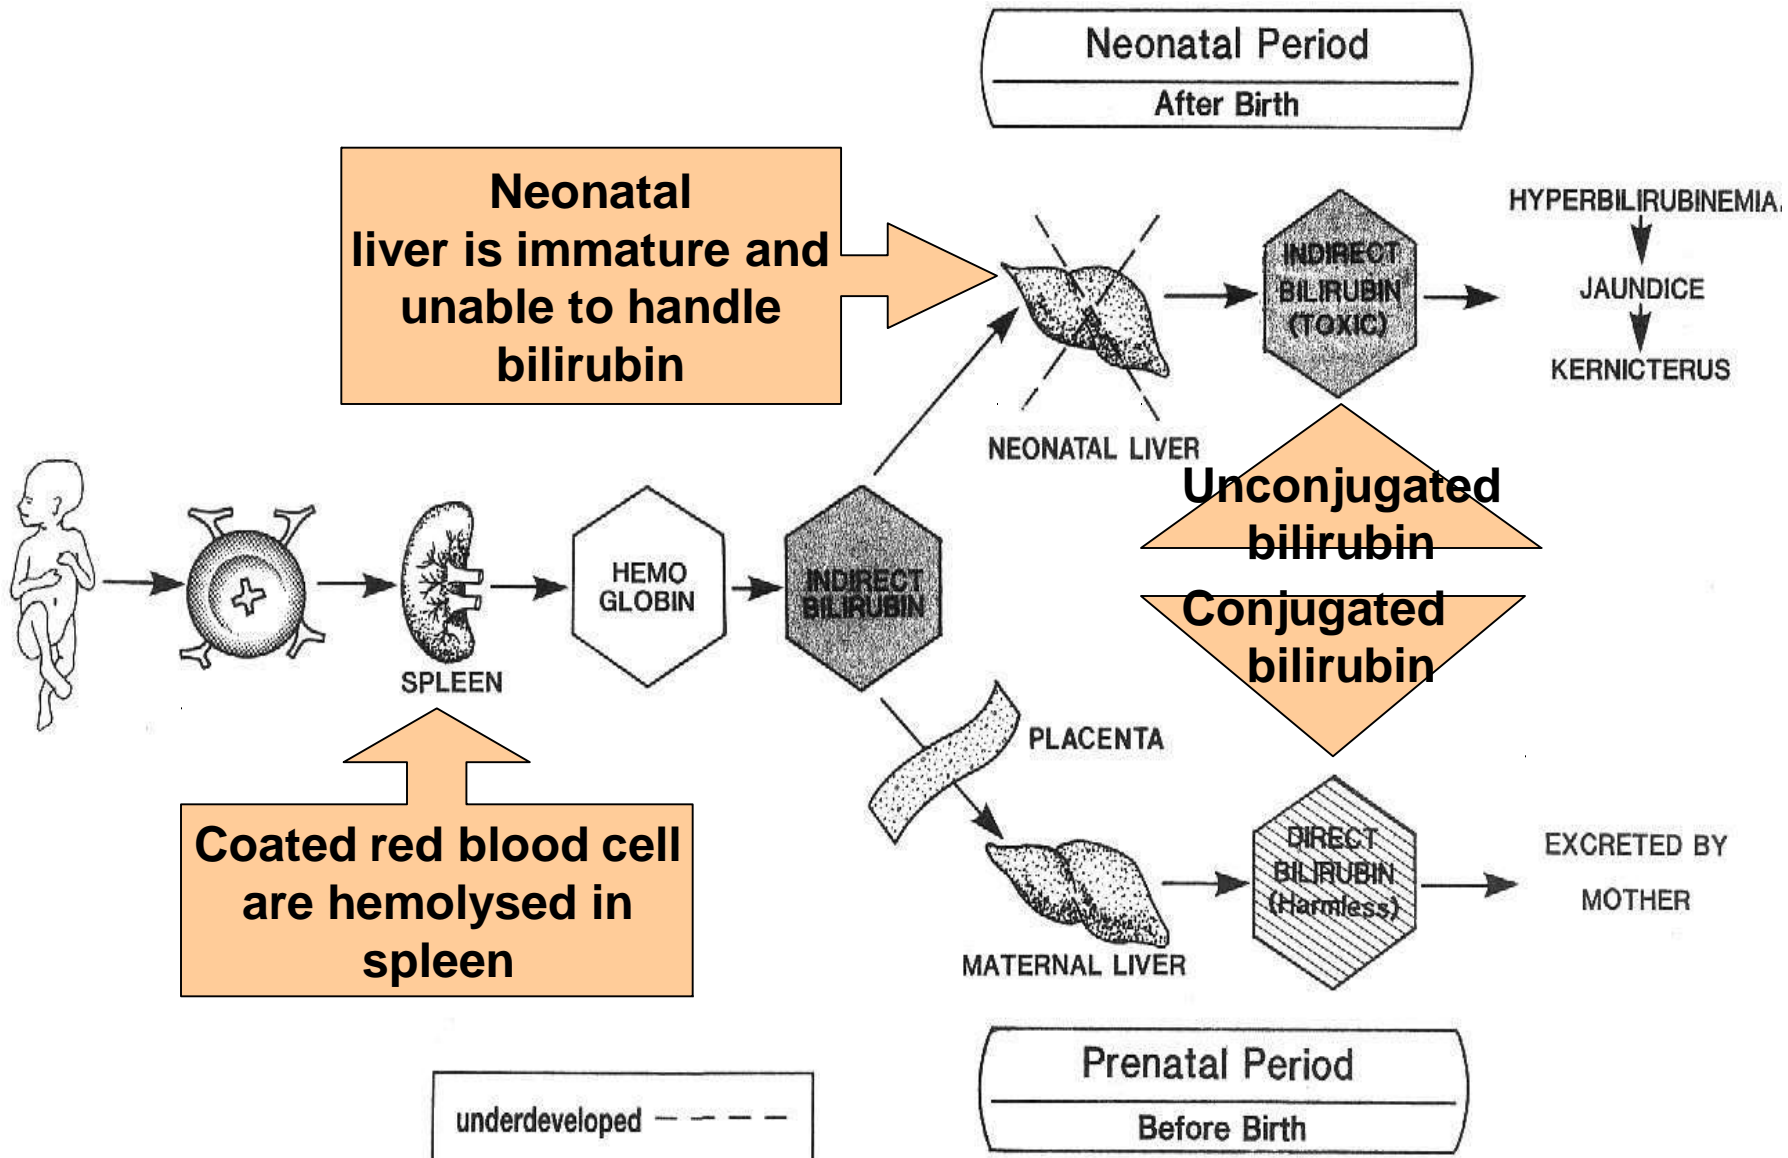 Neonatal Period
After Birth
Neonatal
liver is immature and
unable to handle
bilirubin
INDIRECT
BILIRUBIN
(TOXIC)
HYPERBILIRUBINEMIA.
JAUNDICE
KERNICTERUS
NEONATAL LIVER
Unconjugated
bilirubin
HEMO
GLOBIN
INDIRECT
BILIRUBIN
Conjugated
bilirubin
SPLEEN
PLACENTA
Coated red blood cell
are hemolysed in
spleen
DIRECT
BILIRUBIN
(Harmless)
EXCRETED BY
MOTHER
MATERNAL LIVER
Prenatal Period
Before Birth
underdeveloped